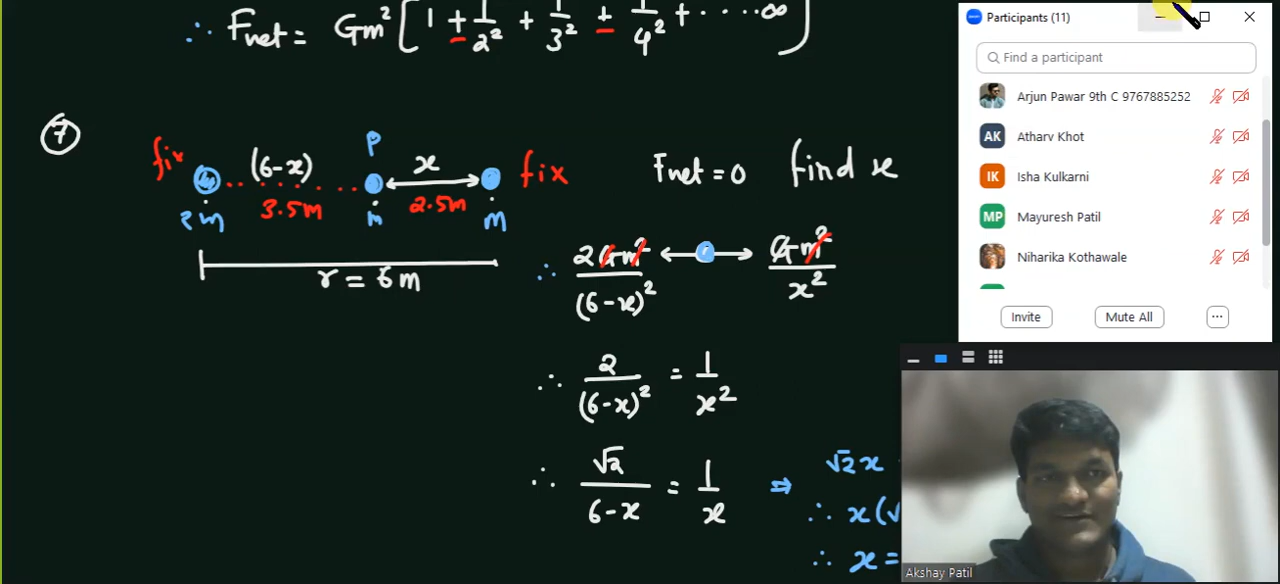 ∴ Fnet = Gm² [ 1 ± 1/2² + 1/3² ± 1/4² + ....∞ ]
⑦
fix (6-x) P x fix Fnet = 0 find x
3.5m 2.5m
2m m m
r = 6m
∴ 2Gm²/(6-x)² ←→ Gm²/x²
∴ 2/(6-x)² = 1/x²
∴ √2/6-x = 1/x ⇒ √2x
∴ x(√
∴ x =
Participants (11)
Find a participant
Arjun Pawar 9th C 9767885252
AK Atharv Khot
IK Isha Kulkarni
MP Mayuresh Patil
Niharika Kothawale
Invite Mute All ...
Akshay Patil